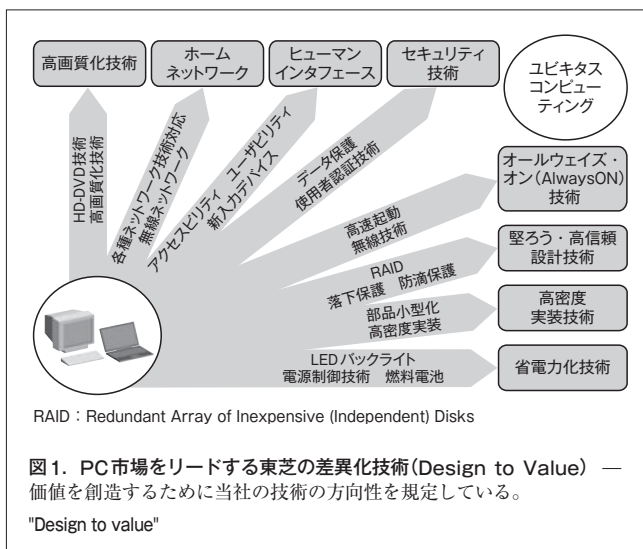 高画質化技術
ホーム
ネットワーク
ヒューマン
インタフェース
セキュリティ
技術
ユビキタス
コンピュー
ティング
HD-DVD技術
高画質化技術
各種ネットワーク技術対応
無線ネットワーク
アクセスビリティ ユーザビリティ
新入力デバイス
データ保護
使用者認証技術
高速起動
無線技術
オールウェイズ・
オン(AlwaysON)
技術
RAID
落下保護 防滴保護
堅ろう・高信頼
設計技術
部品小型化
高密度実装
高密度
実装技術
LEDバックライト
電源制御技術 燃料電池
省電力化技術
RAID:Redundant Array of Inexpensive (Independent) Disks
図1. PC市場をリードする東芝の差異化技術(Design to Value) —
価値を創造するために当社の技術の方向性を規定している。
"Design to value"